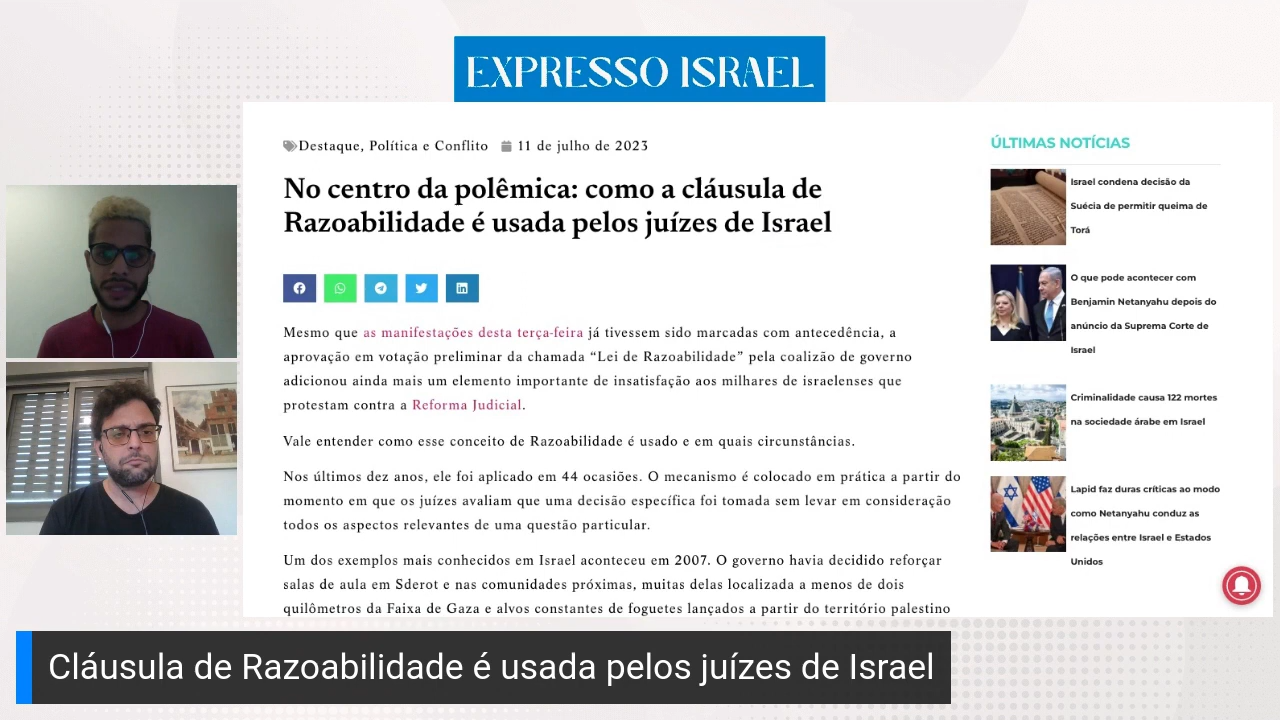 EXPRESSO ISRAEL
Destaque, Política e Conflito 11 de julho de 2023
No centro da polêmica: como a cláusula de
Razoabilidade é usada pelos juízes de Israel
Mesmo que as manifestações desta terça-feira já tivessem sido marcadas com antecedência, a
aprovação em votação preliminar da chamada “Lei de Razoabilidade” pela coalizão de governo
adicionou ainda mais um elemento importante de insatisfação aos milhares de israelenses que
protestam contra a Reforma Judicial.
Vale entender como esse conceito de Razoabilidade é usado e em quais circunstâncias.
Nos últimos dez anos, ele foi aplicado em 44 ocasiões. O mecanismo é colocado em prática a partir do
momento em que os juízes avaliam que uma decisão específica foi tomada sem levar em consideração
todos os aspectos relevantes de uma questão particular.
Um dos exemplos mais conhecidos em Israel aconteceu em 2007. O governo havia decidido reforçar
salas de aula em Sderot e nas comunidades próximas, muitas delas localizada a menos de dois
quilômetros da Faixa de Gaza e alvos constantes de foguetes lançados a partir do território palestino
ÚLTIMAS NOTÍCIAS
Israel condena decisão da
Suécia de permitir queima de
Torá
O que pode acontecer com
Benjamin Netanyahu depois do
anúncio da Suprema Corte de
Israel
Criminalidade causa 122 mortes
na sociedade árabe em Israel
Lapid faz duras críticas ao modo
como Netanyahu conduz as
relações entre Israel e Estados
Unidos
Cláusula de Razoabilidade é usada pelos juízes de Israel